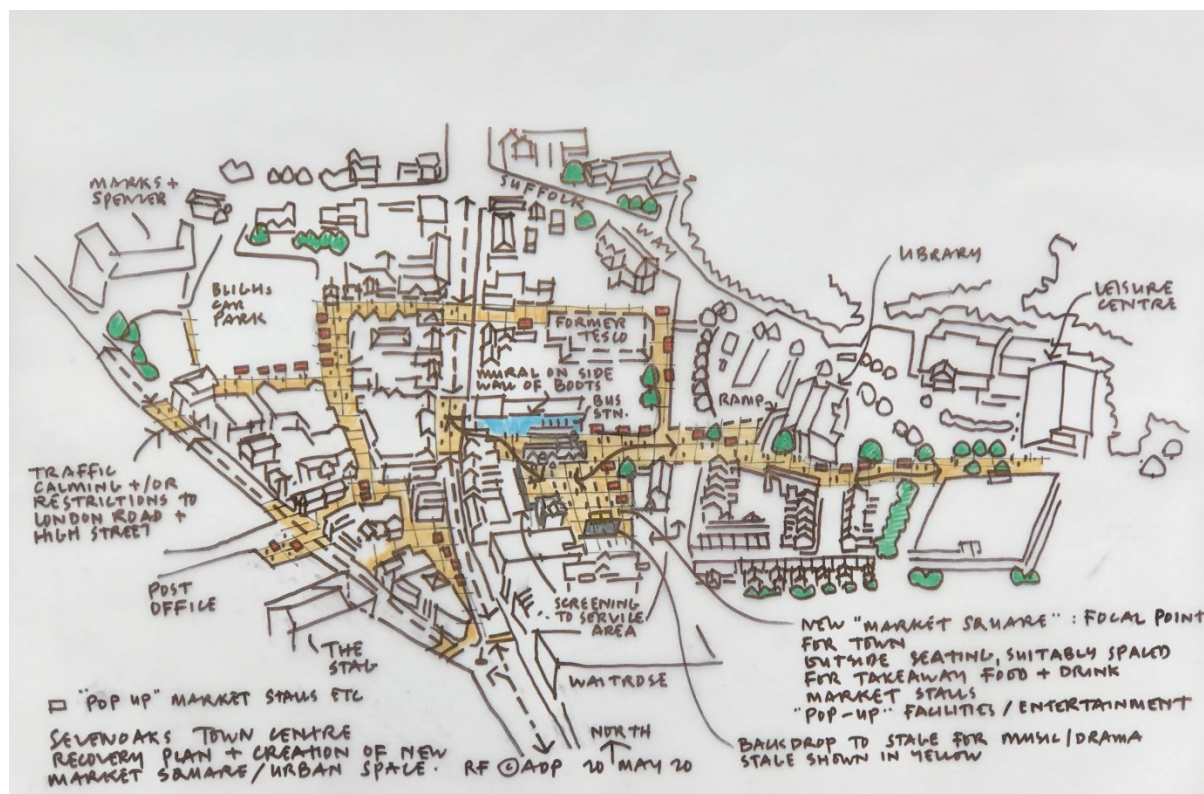 MARKS +
SPENCER
SUFFOLK
WAY
LIBRARY
LEISURE
CENTRE
BLIGHS
CAR
PARK
FORMER
TESCO
MURAL ON SIDE
WALL OF BOOTS
BUS
STN.
RAMP
TRAFFIC
CALMING +/OR
RESTRICTIONS TO
LONDON ROAD +
HIGH STREET
POST
OFFICE
THE
STAG
SCREENING
TO SERVICE
AREA
WAITROSE
NEW "MARKET SQUARE" : FOCAL POINT
FOR TOWN
OUTSIDE SEATING, SUITABLY SPACED
FOR TAKEAWAY FOOD + DRINK
MARKET STALLS
"POP-UP" FACILITIES / ENTERTAINMENT
BACKDROP TO STAGE FOR MUSIC/DRAMA
STAGE SHOWN IN YELLOW
"POP UP" MARKET STALLS ETC
SEVENOAKS TOWN CENTRE
RECOVERY PLAN + CREATION OF NEW
MARKET SQUARE/URBAN SPACE. RF © ADP 20 MAY 20
NORTH